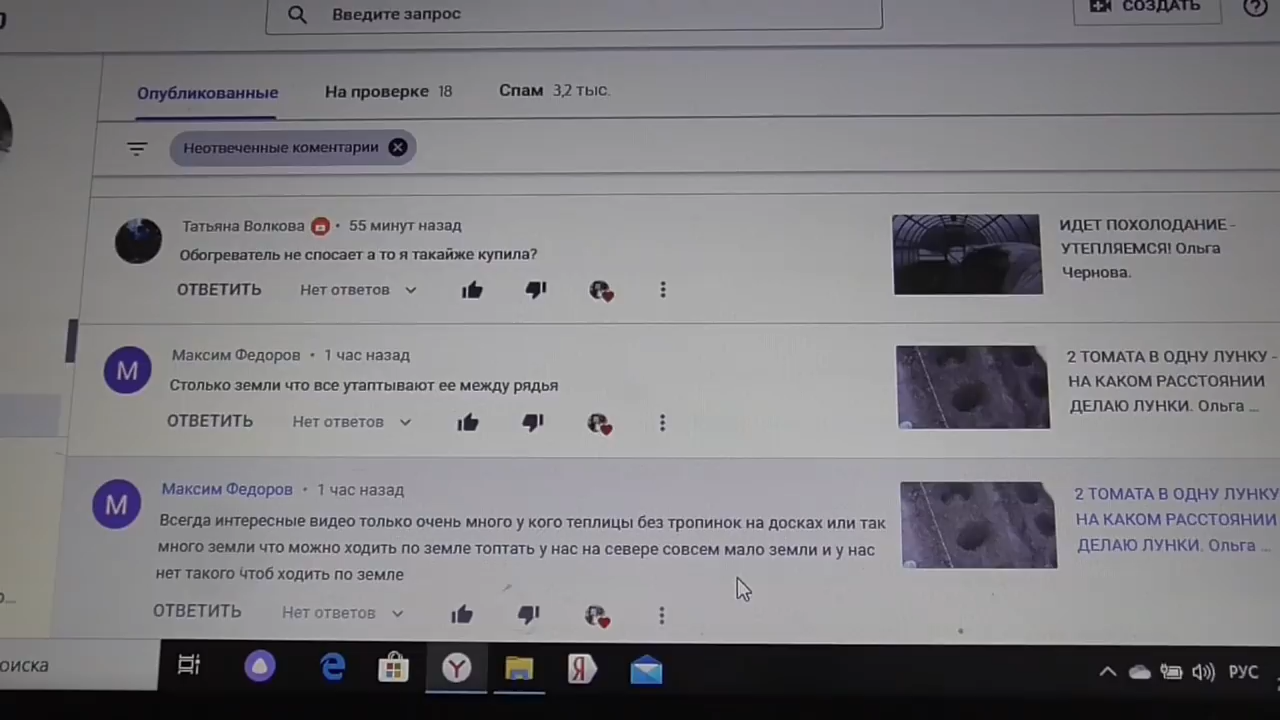 Введите запрос
СОЗДАТЬ
Опубликованные
На проверке 18
Спам 3,2 тыс.
Неотвеченные коментарии
Татьяна Волкова • 55 минут назад
Обогреватель не спосает а то я такайже купила?
ОТВЕТИТЬ Нет ответов
ИДЕТ ПОХОЛОДАНИЕ -
УТЕПЛЯЕМСЯ! Ольга
Чернова.
М
Максим Федоров • 1 час назад
Столько земли что все утаптывают ее между рядья
ОТВЕТИТЬ Нет ответов
2 ТОМАТА В ОДНУ ЛУНКУ -
НА КАКОМ РАССТОЯНИИ
ДЕЛАЮ ЛУНКИ. Ольга ...
М
Максим Федоров • 1 час назад
Всегда интересные видео только очень много у кого теплицы без тропинок на досках или так
много земли что можно ходить по земле топтать у нас на севере совсем мало земли и у нас
нет такого чтоб ходить по земле
ОТВЕТИТЬ Нет ответов
2 ТОМАТА В ОДНУ ЛУНКУ
НА КАКОМ РАССТОЯНИИ
ДЕЛАЮ ЛУНКИ. Ольга ...
оиска
Y
Я
РУС